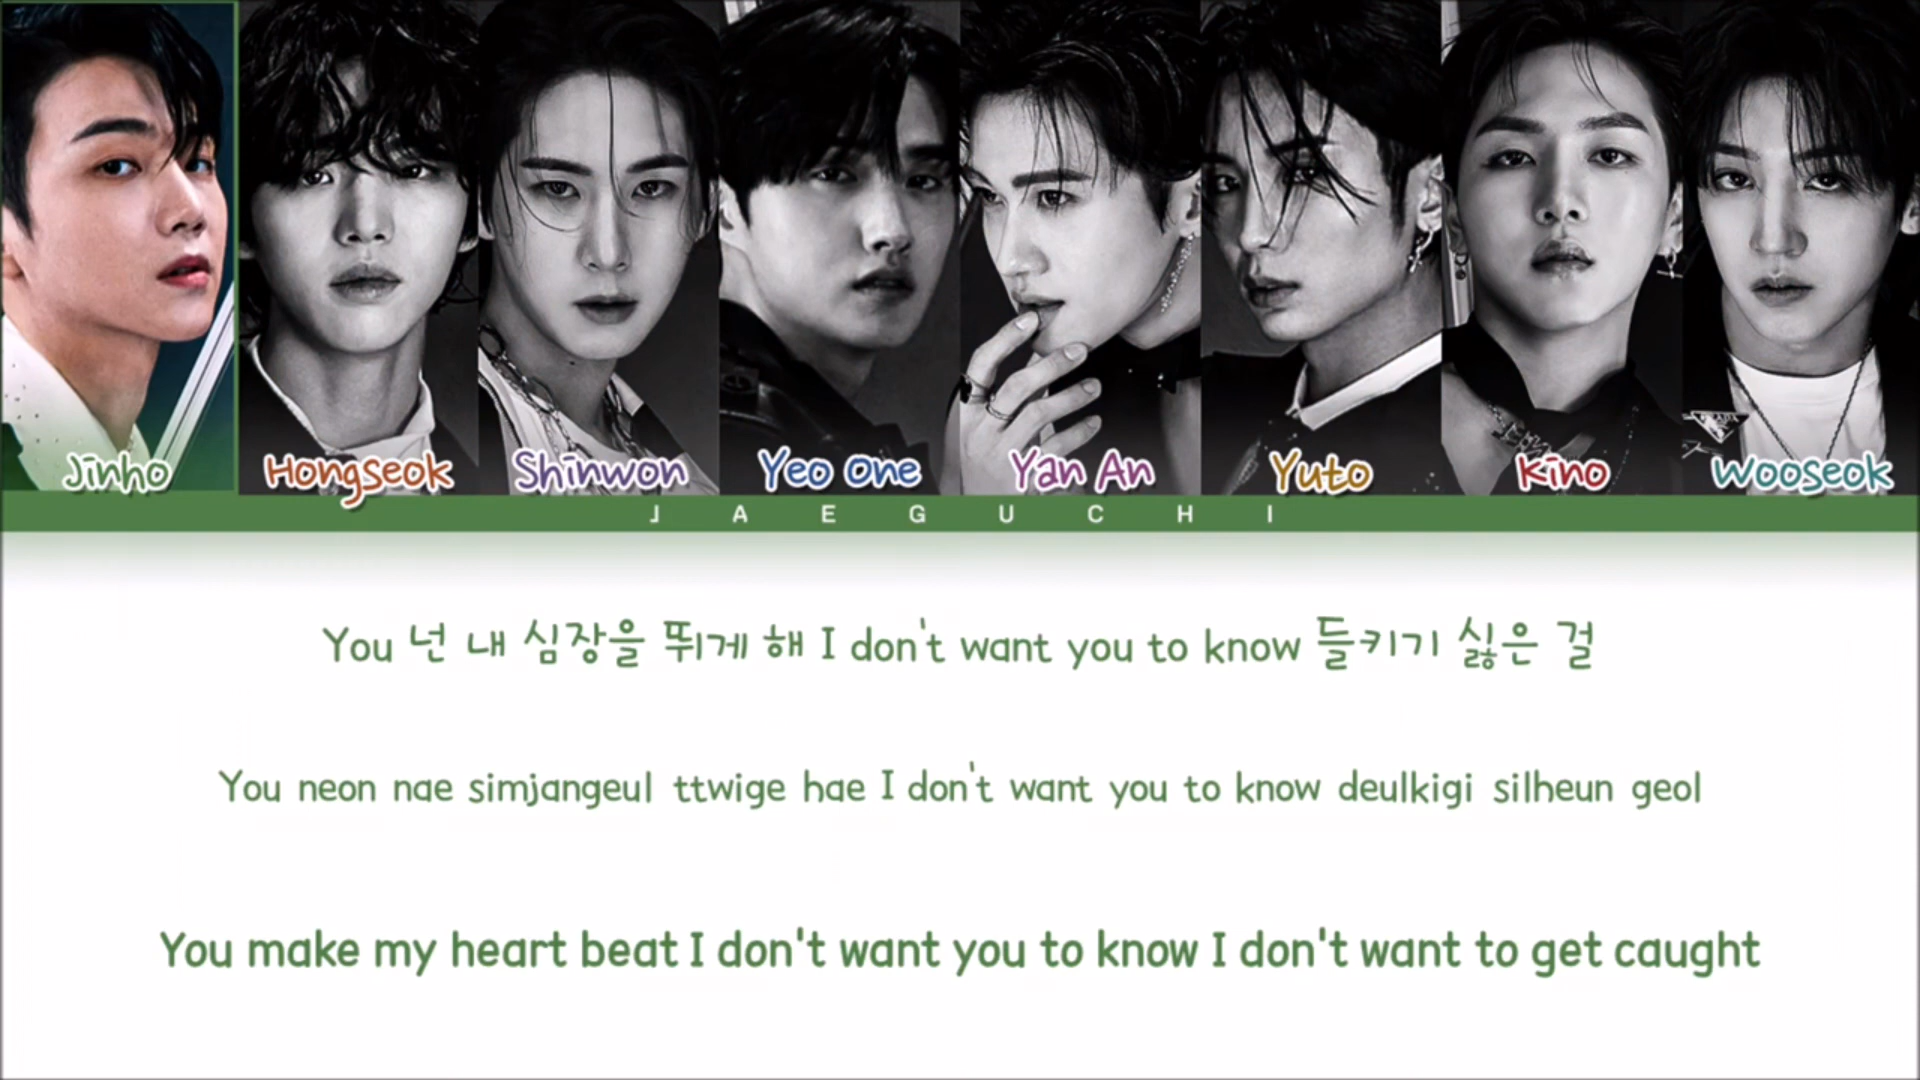 Jinho Hongseok Shinwon Yeo One Yan An Yuto Kino Wooseok
JAEGUCHI
You 넌 내 심장을 뛰게 해 I don't want you to know 들키기 싫은 걸
You neon nae simjangeul ttwige hae I don't want you to know deulkigi silheun geol
You make my heart beat I don't want you to know I don't want to get caught